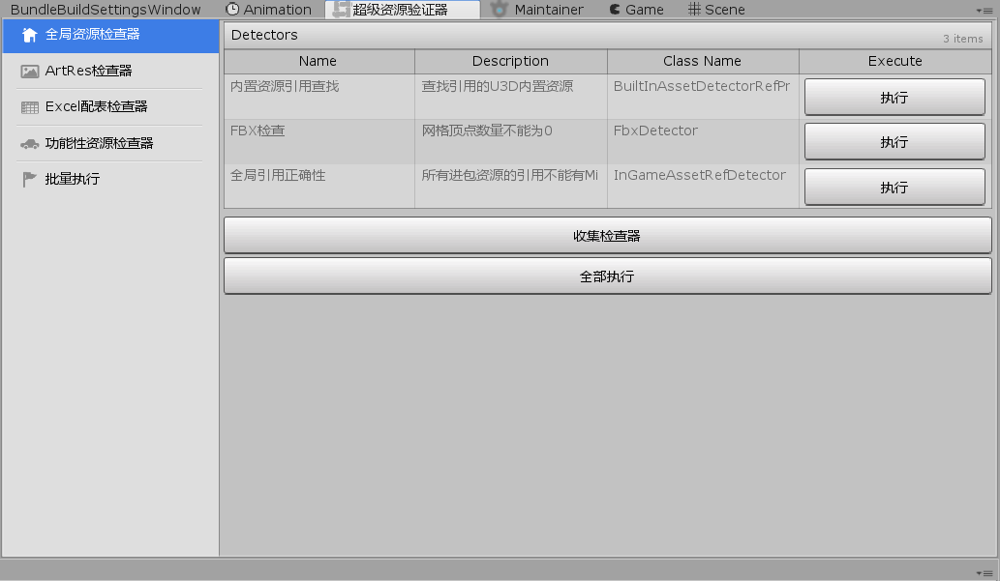 BundleBuildSettingsWindow Animation 超级资源验证器 Maintainer Game Scene
全局资源检查器
ArtRes检查器
Excel配表检查器
功能性资源检查器
批量执行
Detectors 3 items
Name Description Class Name Execute
内置资源引用查找 查找引用的U3D内置资源 BuiltInAssetDetectorRefPr 执行
FBX检查 网格顶点数量不能为0 FbxDetector 执行
全局引用正确性 所有进包资源的引用不能有Mi InGameAssetRefDetector 执行
收集检查器
全部执行